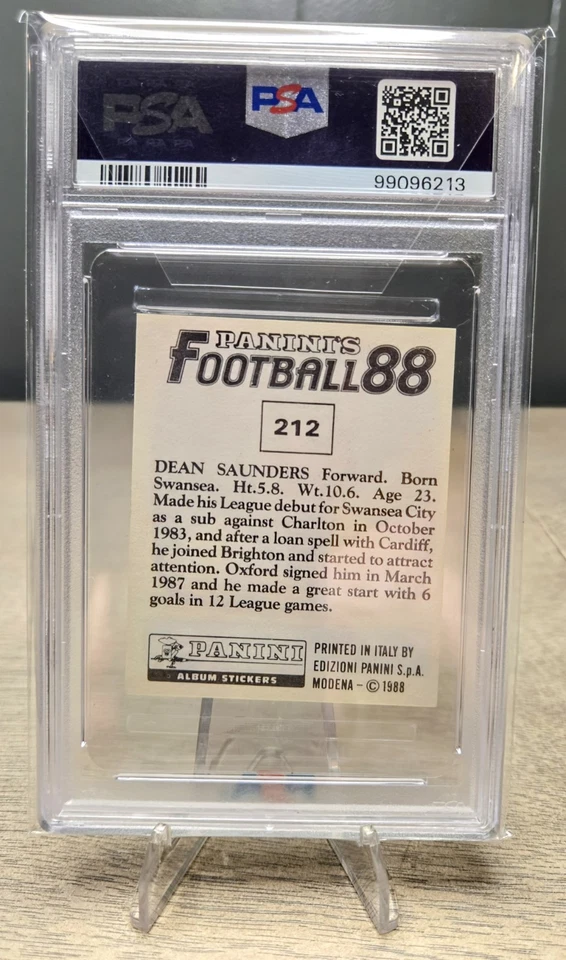 PSA
PSA
99096213
PANINI'S
FOOTBALL 88
212
DEAN SAUNDERS Forward. Born
Swansea. Ht.5.8. Wt.10.6. Age 23.
Made his League debut for Swansea City
as a sub against Charlton in October
1983, and after a loan spell with Cardiff,
he joined Brighton and started to attract
attention. Oxford signed him in March
1987 and he made a great start with 6
goals in 12 League games.
PANINI
ALBUM STICKERS
PRINTED IN ITALY BY
EDIZIONI PANINI S.p.A.
MODENA - © 1988